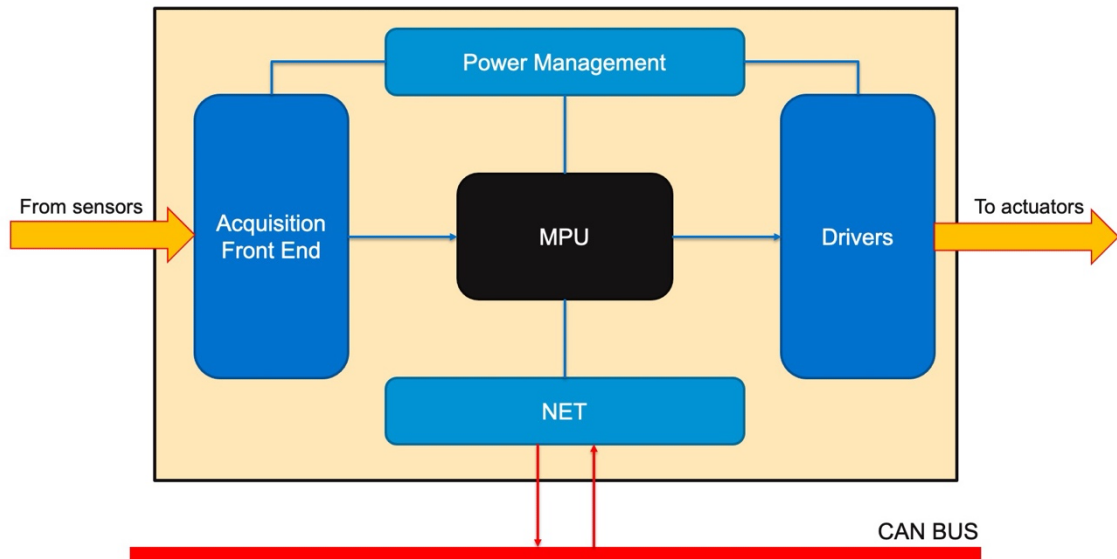 Power Management
From sensors
Acquisition
Front End
MPU
Drivers
To actuators
NET
CAN BUS